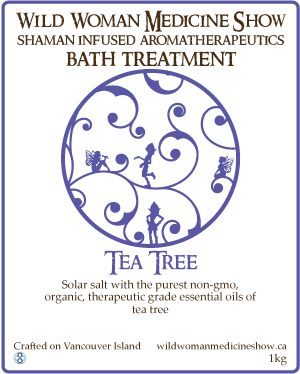 Wild Woman Medicine Show
shaman infused aromatherapeutics
bath treatment
Tea Tree
Solar salt with the purest non-gmo,
organic, therapeutic grade essential oils of
tea tree
Crafted on Vancouver Island wildwomanmedicineshow.ca
1kg